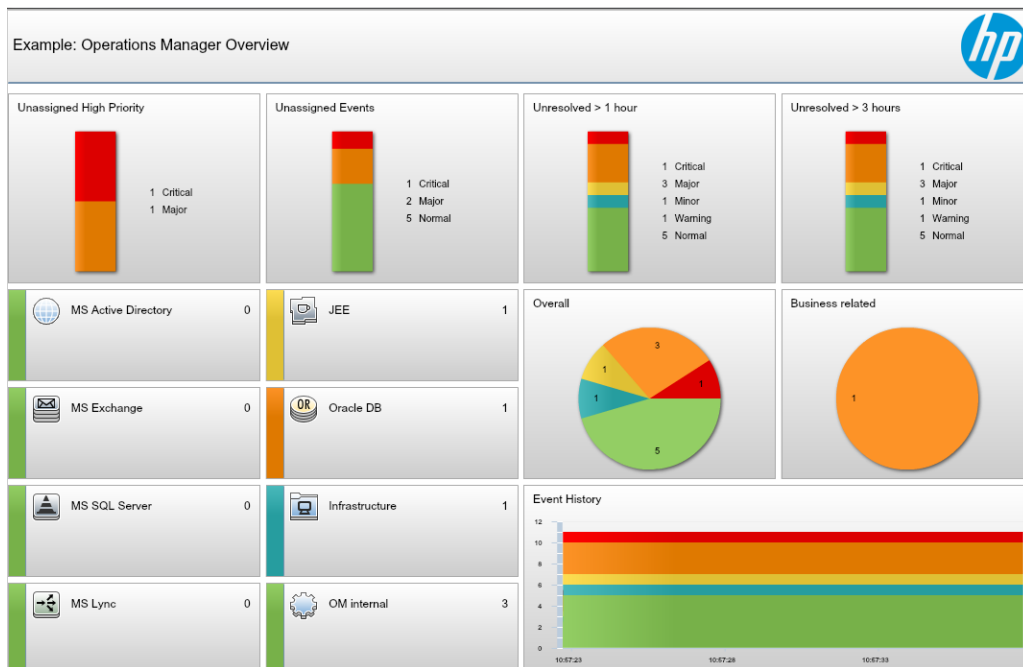 Example: Operations Manager Overview
hp
Unassigned High Priority
1 Critical
1 Major
Unassigned Events
1 Critical
2 Major
5 Normal
Unresolved > 1 hour
1 Critical
3 Major
1 Minor
1 Warning
5 Normal
Unresolved > 3 hours
1 Critical
3 Major
1 Minor
1 Warning
5 Normal
MS Active Directory 0
JEE 1
MS Exchange 0
OR Oracle DB 1
MS SQL Server 0
Infrastructure 1
MS Lync 0
OM internal 3
Overall
3
1
1
1
5
Business related
1
Event History
12
10
8
6
4
2
0
10:57:23 10:57:28 10:57:33